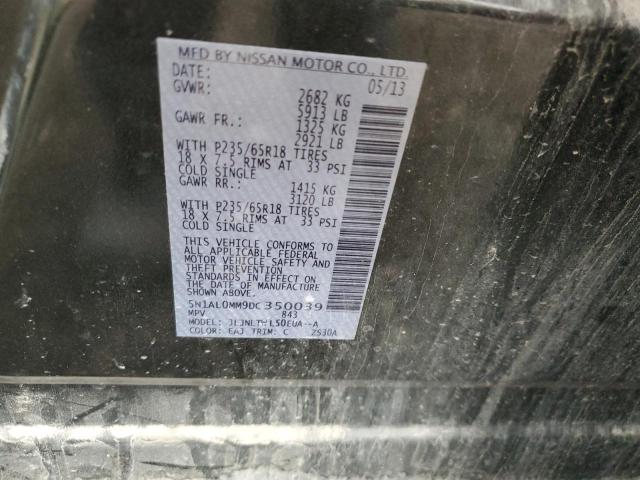 MFD BY NISSAN MOTOR CO., LTD.
DATE: 05/13
GVWR: 2682 KG
5913 LB
GAWR FR.: 1325 KG
2921 LB
WITH P235/65R18 TIRES
18 X 7.5 RIMS AT 33 PSI
COLD SINGLE
GAWR RR.: 1415 KG
3120 LB
WITH P235/65R18 TIRES
18 X 7.5 RIMS AT 33 PSI
COLD SINGLE
THIS VEHICLE CONFORMS TO
ALL APPLICABLE FEDERAL
MOTOR VEHICLE SAFETY AND
THEFT PREVENTION
STANDARDS IN EFFECT ON
THE DATE OF MANUFACTURE
SHOWN ABOVE.
5N1AL0MM9DC350039
MPV 843
MODEL:
COLOR: EAJ TRIM: C ZS30A